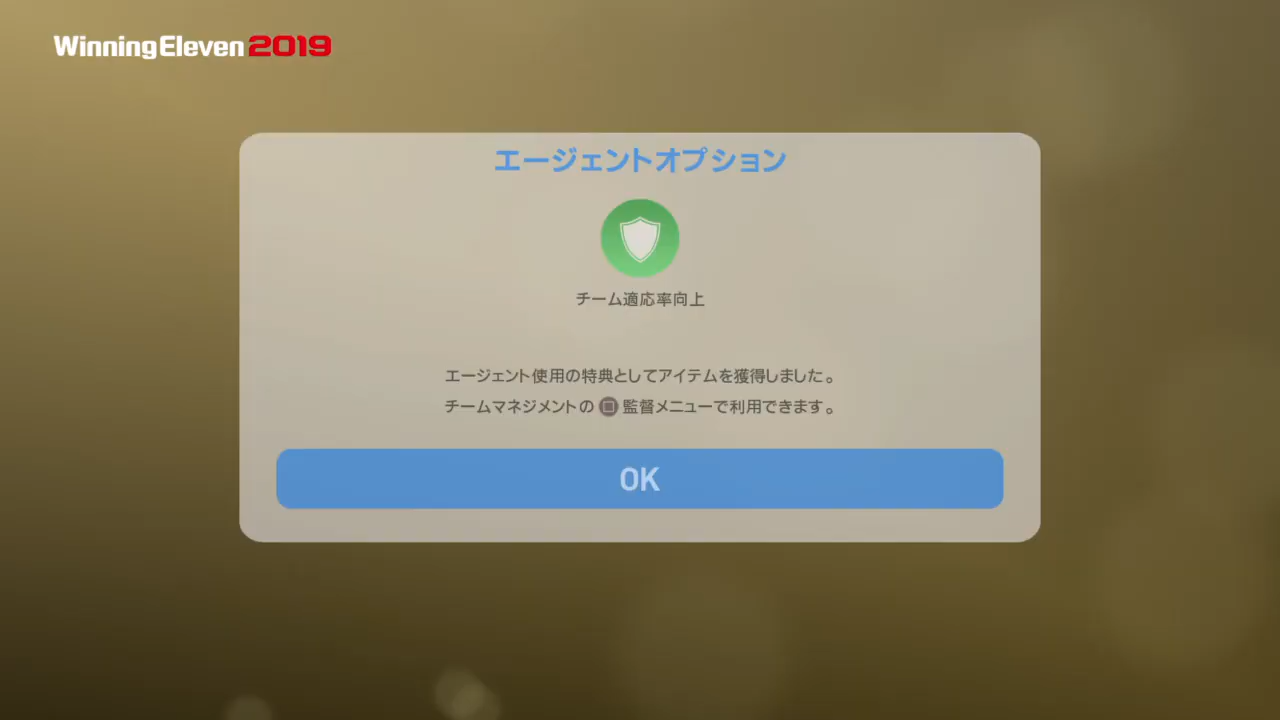 Winning Eleven 2019
エージェントオプション
チーム適応率向上
エージェント使用の特典としてアイテムを獲得しました。
チームマネジメントの 監督メニューで利用できます。
OK